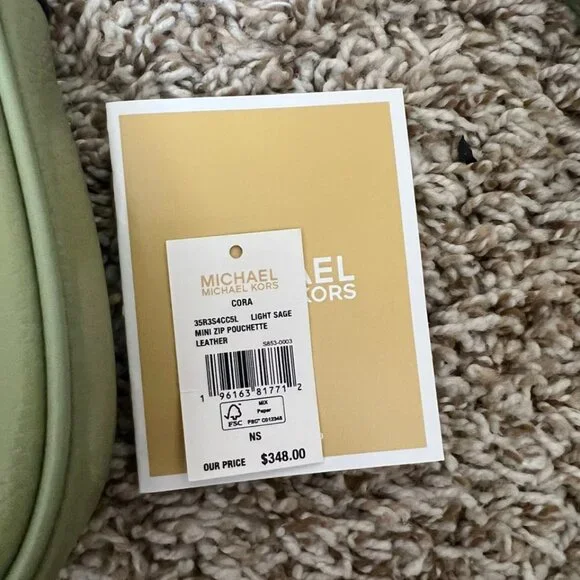 MICHAEL
MICHAEL KORS
CORA
35R3S4CC5L LIGHT SAGE
MINI ZIP POUCHETTE
LEATHER
S853-0003
1 96163 81771 2
FSC
MIX
Paper
NS
OUR PRICE $348.00
AEL
KORS